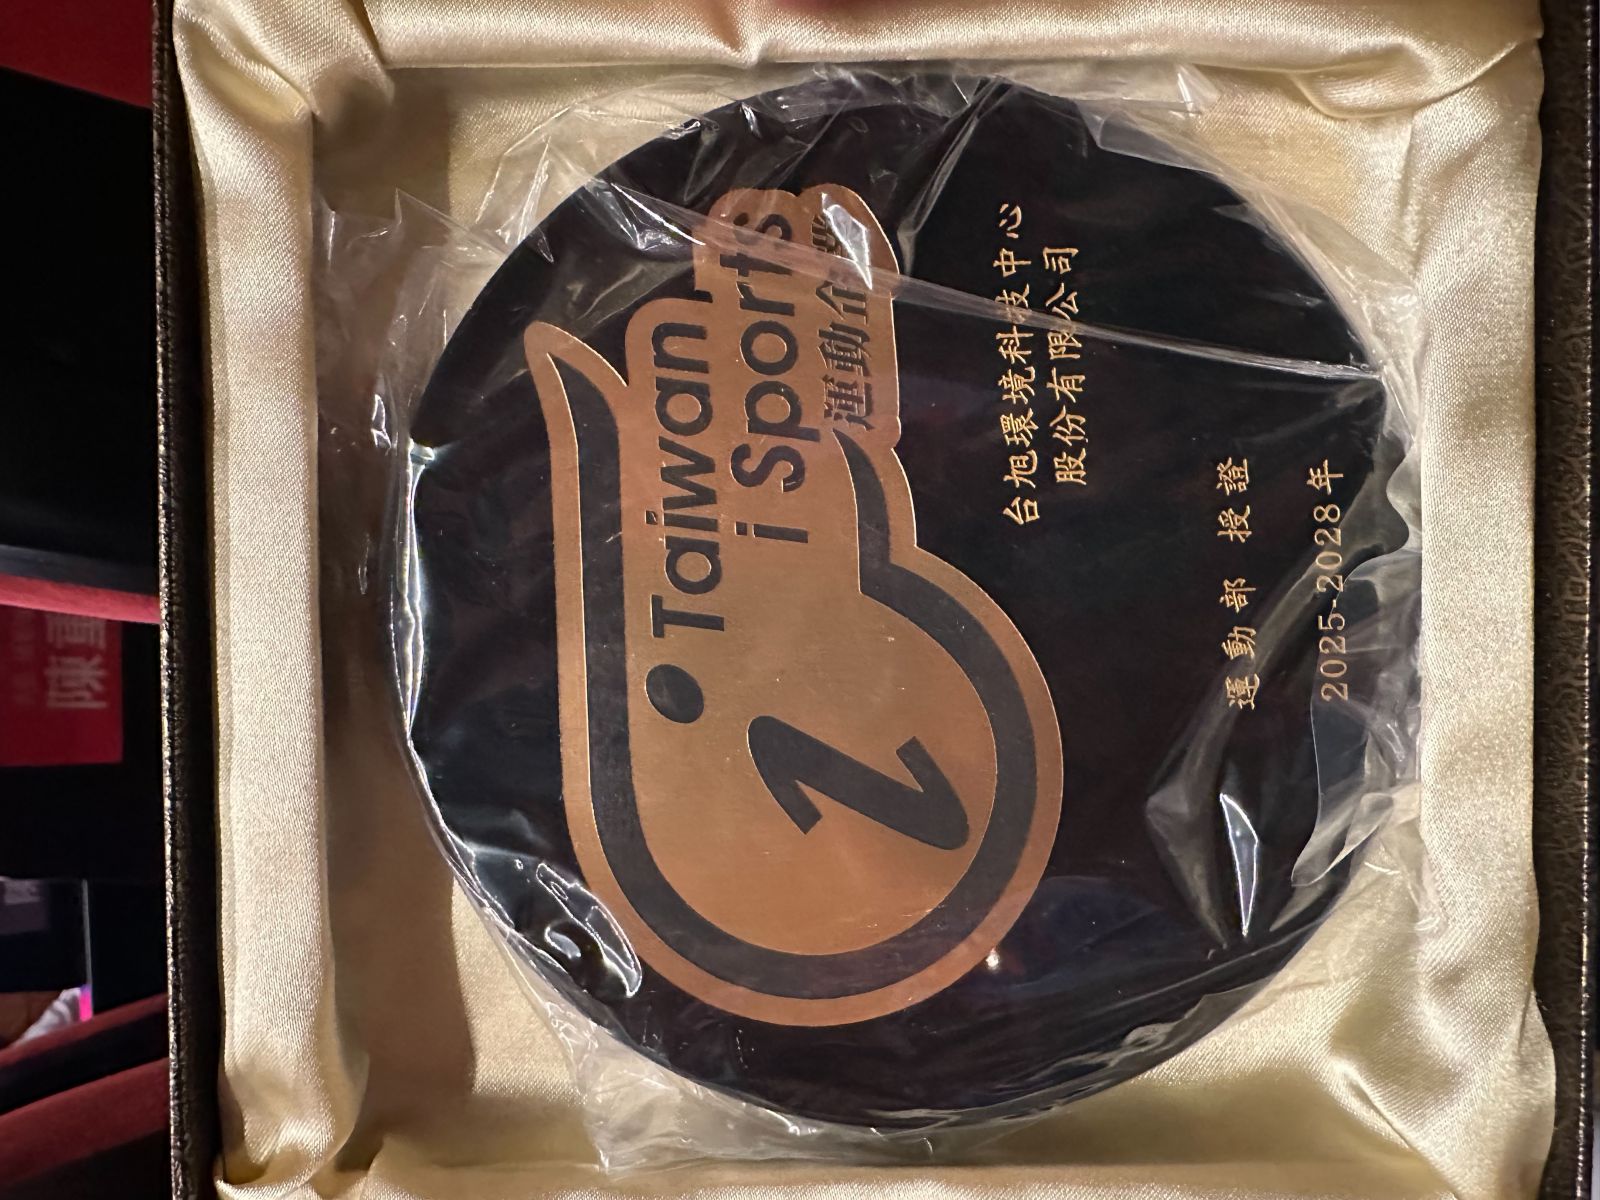 Taiwan
i Sports
運動企業
i
台旭環境科技中心
股份有限公司
運動部 授證
2025-2028年
陳